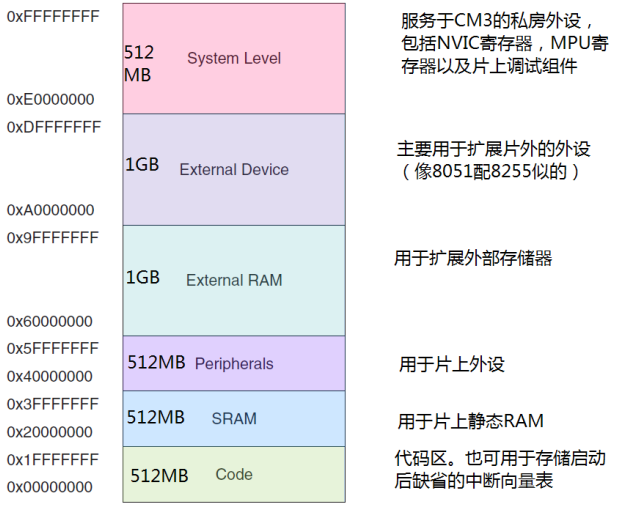 0xFFFFFFFF
512
MB
System Level
服务于CM3的私房外设，
包括NVIC寄存器，MPU寄
存器以及片上调试组件
0xE0000000
0xDFFFFFFF
1GB
External Device
主要用于扩展片外的外设
（像8051配8255似的）
0xA0000000
0x9FFFFFFF
1GB
External RAM
用于扩展外部存储器
0x60000000
0x5FFFFFFF
512MB
Peripherals
用于片上外设
0x40000000
0x3FFFFFFF
512MB
SRAM
用于片上静态RAM
0x20000000
0x1FFFFFFF
512MB
Code
代码区。也可用于存储启动
后缺省的中断向量表
0x00000000